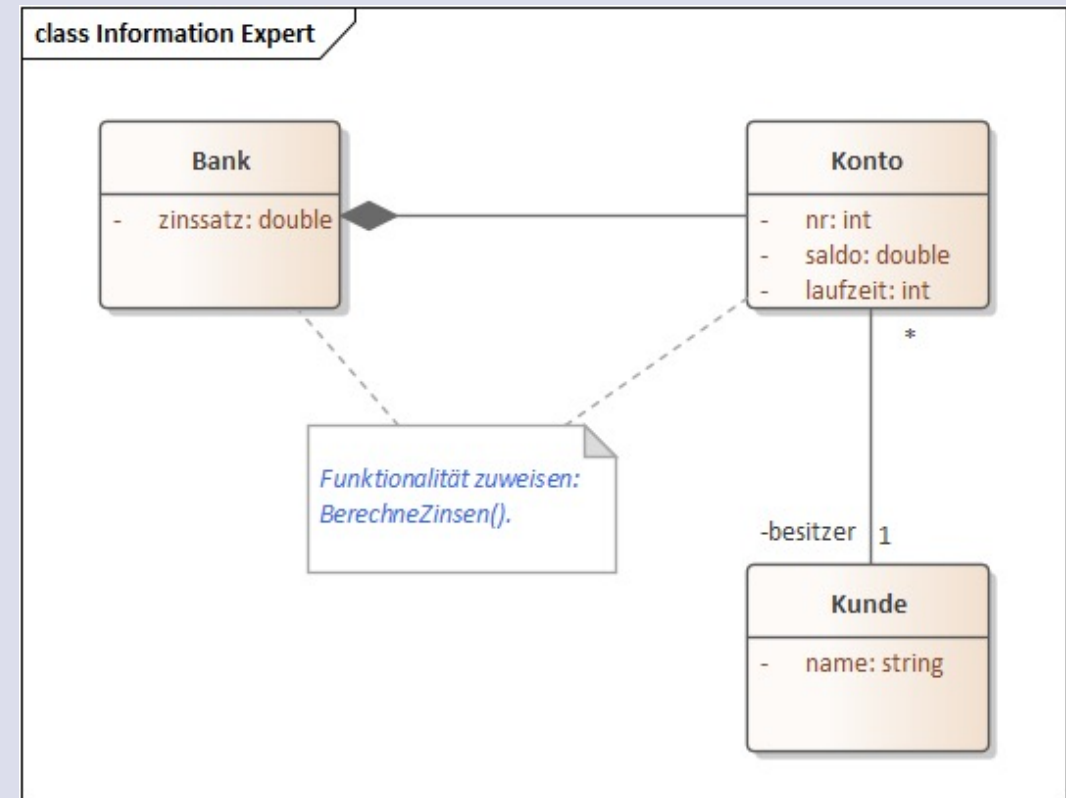 class Information Expert
Bank
- zinssatz: double
Konto
- nr: int
- saldo: double
- laufzeit: int
*
Funktionalität zuweisen:
BerechneZinsen().
-besitzer 1
Kunde
- name: string